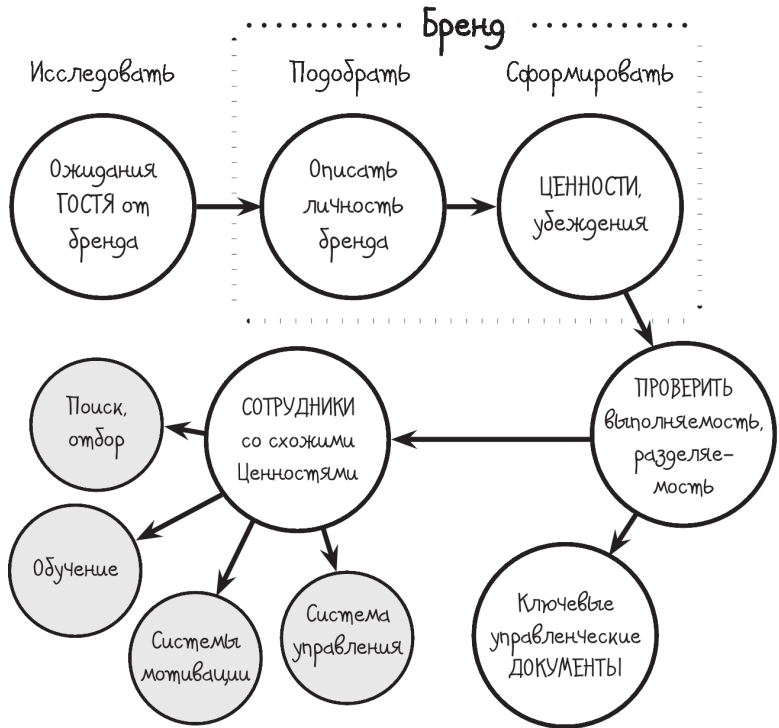 Бренд
Исследовать
Подобрать
Сформировать
Ожидания
ГОСТЯ от
бренда
Описать
личность
бренда
ЦЕННОСТИ,
убеждения
ПРОВЕРИТЬ
выполняемость,
разделяе-
мость
СОТРУДНИКИ
со схожими
Ценностями
Поиск,
отбор
Обучение
Системы
мотивации
Система
управления
Ключевые
управленческие
ДОКУМЕНТЫ